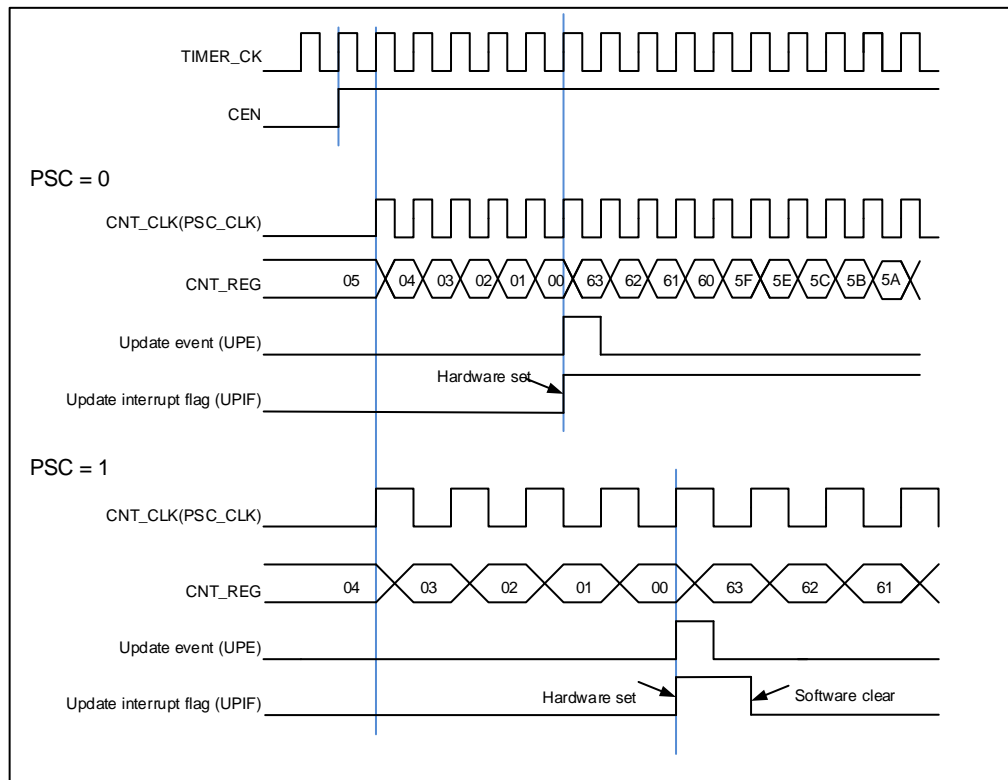 TIMER_CK
CEN
PSC = 0
CNT_CLK(PSC_CLK)
CNT_REG 05 04 03 02 01 00 63 62 61 60 5F 5E 5C 5B 5A
Update event (UPE)
Hardware set
Update interrupt flag (UPIF)
PSC = 1
CNT_CLK(PSC_CLK)
CNT_REG 04 03 02 01 00 63 62 61
Update event (UPE)
Update interrupt flag (UPIF) Hardware set Software clear